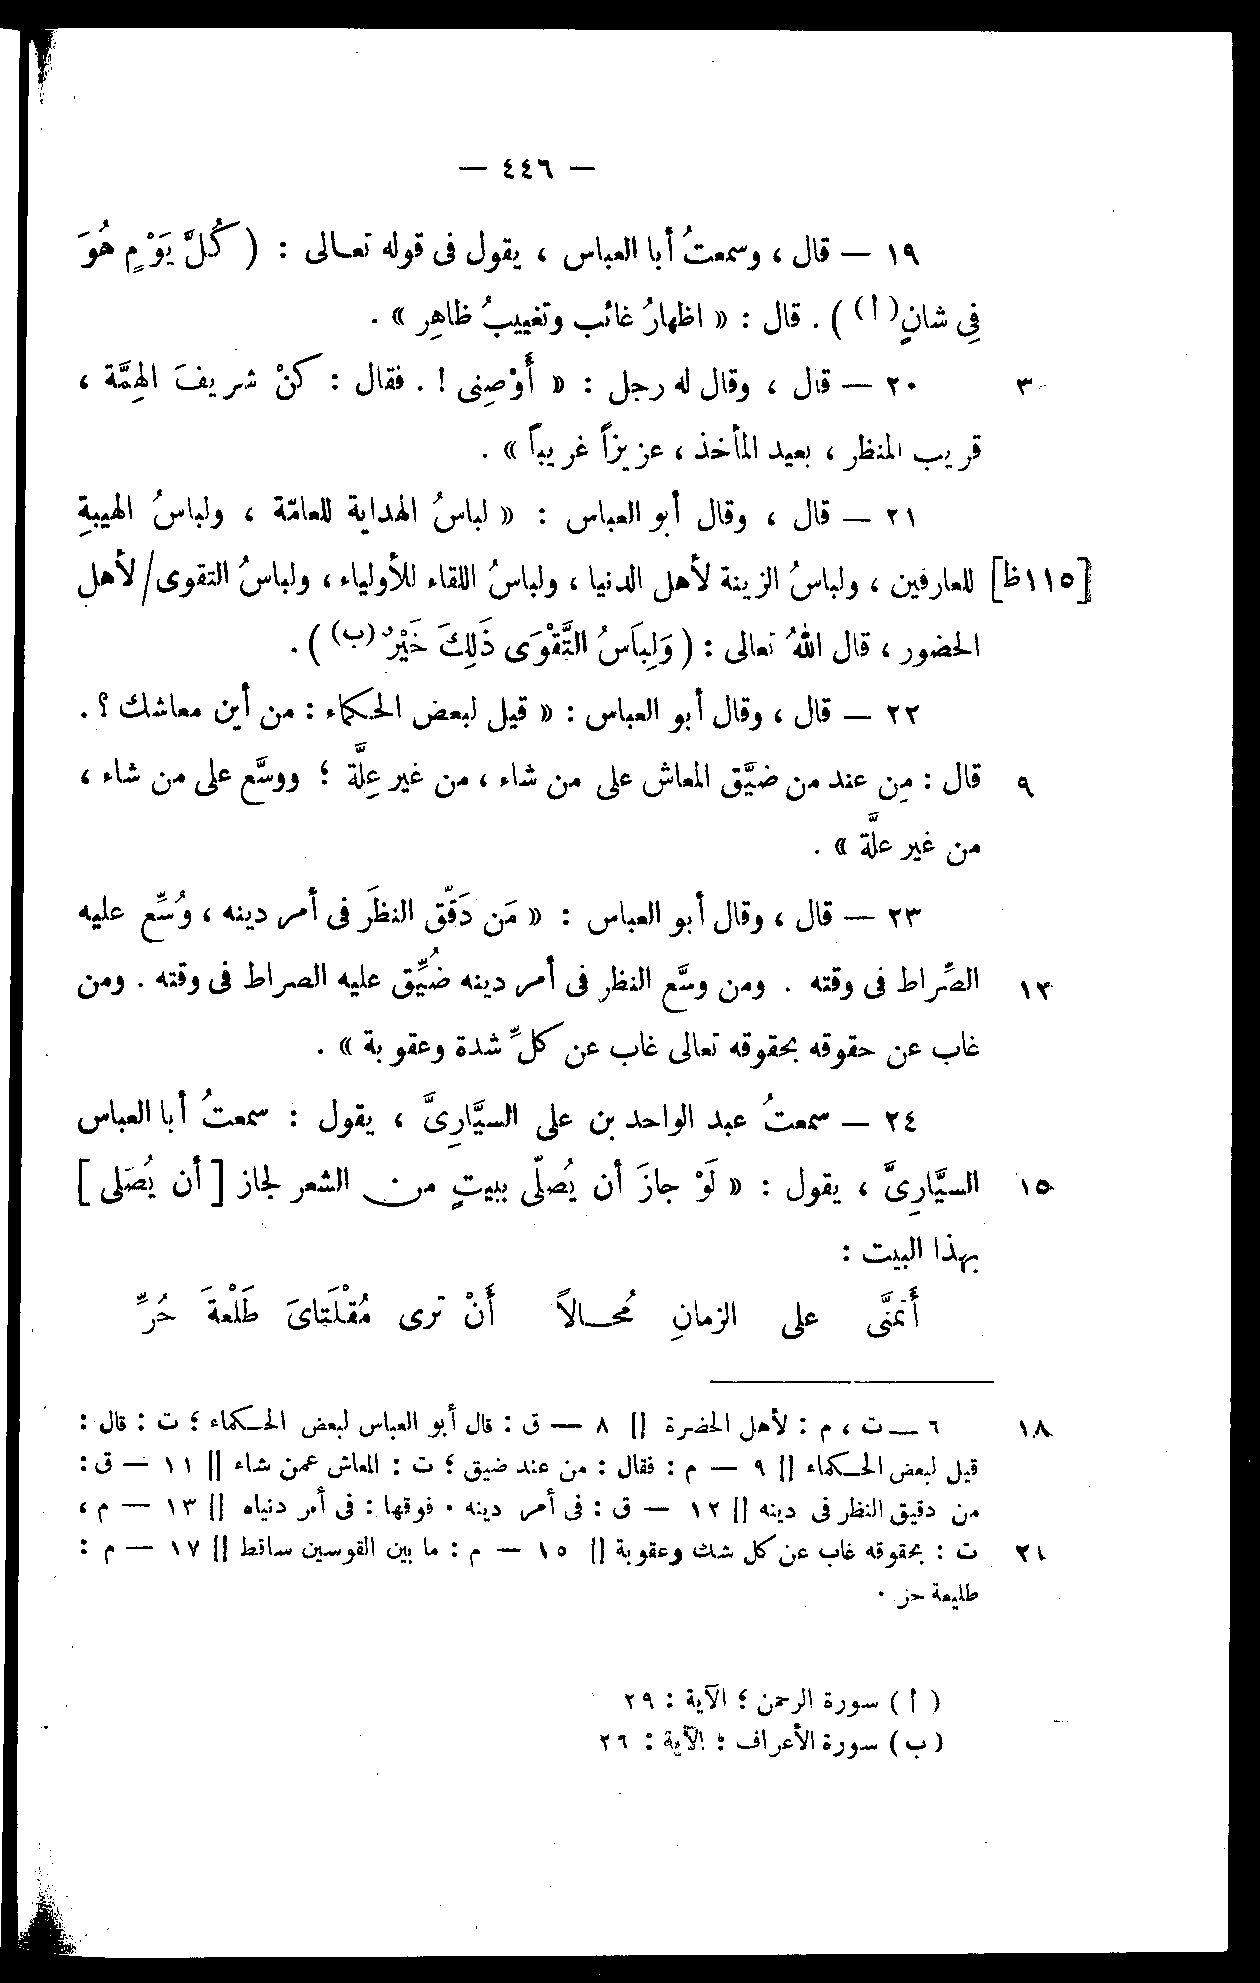 — ٤٤٦ —
١٩ — قال ، وسمعتُ أبا العباس ، يقول فى قوله تعـالى : ( كُلَّ يَوْمٍ هُوَ
فِى شانٍ(أ) ) . قال : « اظهارُ غائب وتغييبُ ظاهِر » .
٣ ٢٠ — قال ، وقال له رجل : « أَوْصِنِى ! . فقال : كنْ شريفَ الهِمَّة ،
قريب المنظر ، بعيد المأخذ ، عزيزاً غريباً » .
٢١ — قال ، وقال أبو العباس : « لباسُ الهداية للعامّة ، ولباسُ الهيبةِ
[١١٥ظ] للعارفين ، ولباسُ الزينة لأهل الدنيا ، ولباسُ اللقاء للأولياء ، ولباسُ التقوى/لأهل
الحضور ، قال اللهُ تعالى : ( وَلِبَاسُ التَّقْوَى ذَلِكَ خَيْرٌ(ب) ) .
٢٢ — قال ، وقال أبو العباس : « قيل لبعض الحكماء : من أين معاشك ؟ .
٩ قال : مِن عند من ضيَّق المعاش على من شاء ، من غير عِلَّة ؛ ووسَّع على من شاء ،
من غير علَّة » .
٢٣ — قال ، وقال أبو العباس : « مَن دَقّق النظَر فى أمر دينه ، وُسِّع عليه
١٢ الصِّراط فى وقته . ومن وسَّع النظر فى أمر دينه ضُيِّق عليه الصراط فى وقته . ومن
غاب عن حقوقه بحقوقه تعالى غاب عن كلِّ شدة وعقوبة » .
٢٤ — سمعتُ عبد الواحد بن على السيَّارِىَّ ، يقول : سمعتُ أبا العباس
١٥ السيَّارِىَّ ، يقول : « لَوْ جازَ أن يُصلّى ببيتٍ من الشعر لجاز [ أن يُصَلى ]
بهذا البيت :
أَتَمَنَّى على الزمانِ مُحـالاً أَنْ ترى مُقْلَتاىَ طَلْعةَ حُرِّ
١٨ ٦ — ت ، م : لأهل الحضرة || ٨ — ق : قال أبو العباس لبعض الحكماء ؛ ت : قال :
قيل لبعض الحكماء || ٩ — م : فقال : من عند ضيق ؛ ت : المعاش عمن شاء || ١١ — ق :
من دقيق النظر فى دينه || ١٢ — ق : فى أمر دينه . فوقها : فى أمر دنياه || ١٣ — م ،
٢١ ت : بحقوقه غاب عن كل شك وعقوبة || ١٥ — م : ما بين القوسين ساقط || ١٧ — م :
طليعة حز .
( أ ) سورة الرحمن ؛ الآية : ٢٩
( ب ) سورة الأعراف ؛ الآية : ٢٦